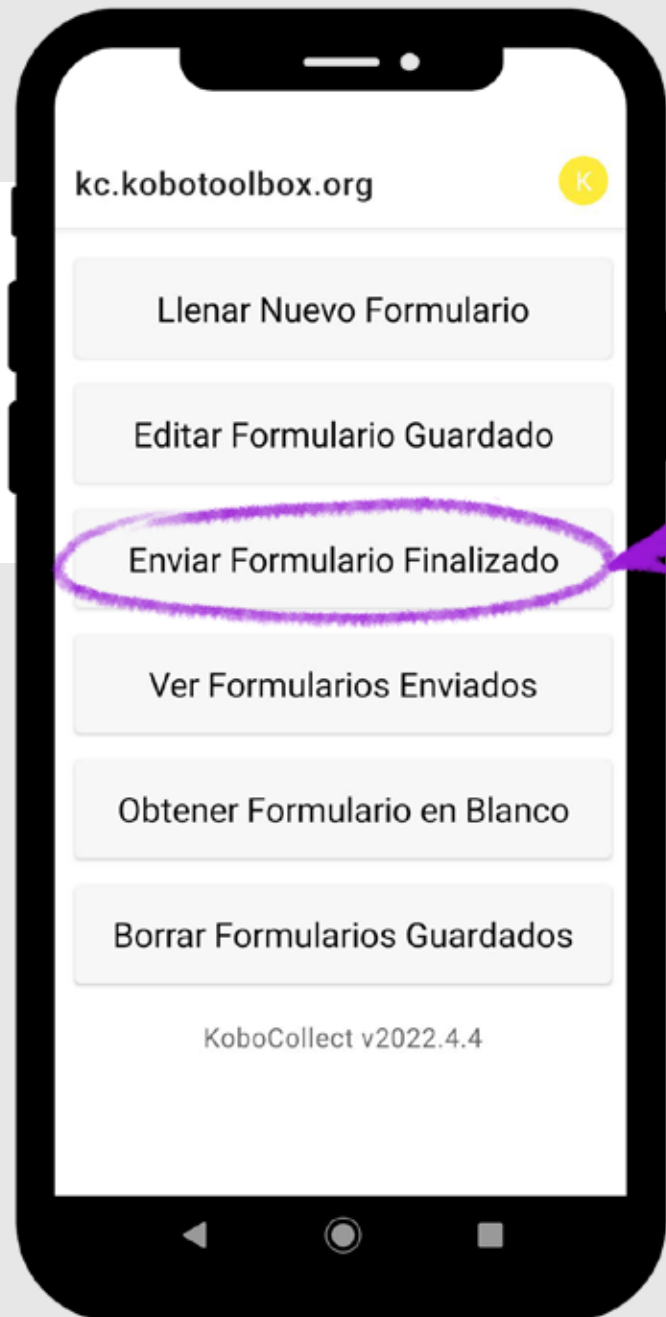 kc.kobotoolbox.org
K
Llenar Nuevo Formulario
Editar Formulario Guardado
Enviar Formulario Finalizado
Ver Formularios Enviados
Obtener Formulario en Blanco
Borrar Formularios Guardados
KoboCollect v2022.4.4